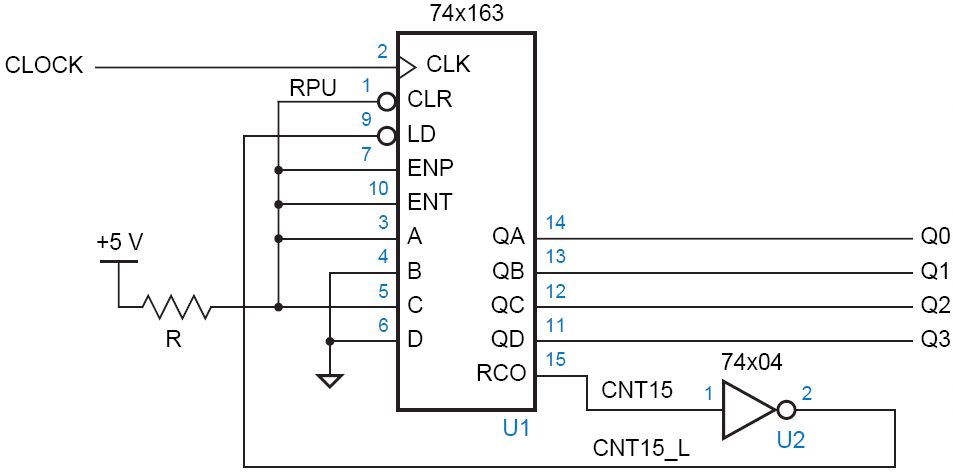 74x163
CLOCK
2
CLK
RPU
1
CLR
9
LD
7
ENP
10
ENT
3
A
QA
14
Q0
+5 V
4
B
QB
13
Q1
5
C
QC
12
Q2
R
6
D
QD
11
Q3
RCO
15
74x04
CNT15
1
2
U1
U2
CNT15_L